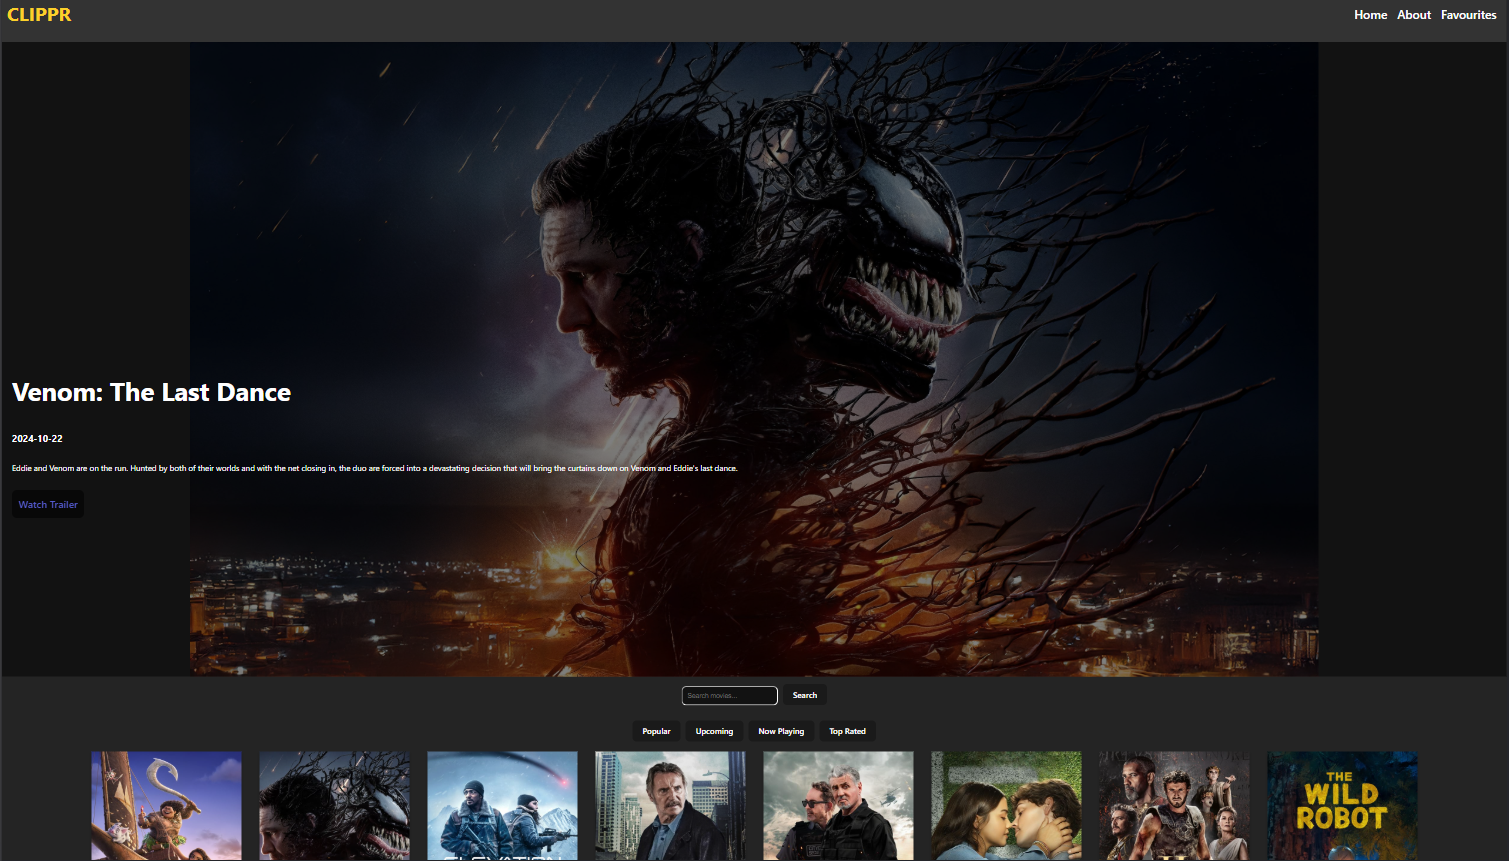 CLIPPR
Home About Favourites
Venom: The Last Dance
2024-10-22
Eddie and Venom are on the run. Hunted by both of their worlds and with the net closing in, the duo are forced into a devastating decision that will bring the curtains down on Venom and Eddie's last dance.
Watch Trailer
Search movies... Search
Popular Upcoming Now Playing Top Rated
THE
WILD
ROBOT